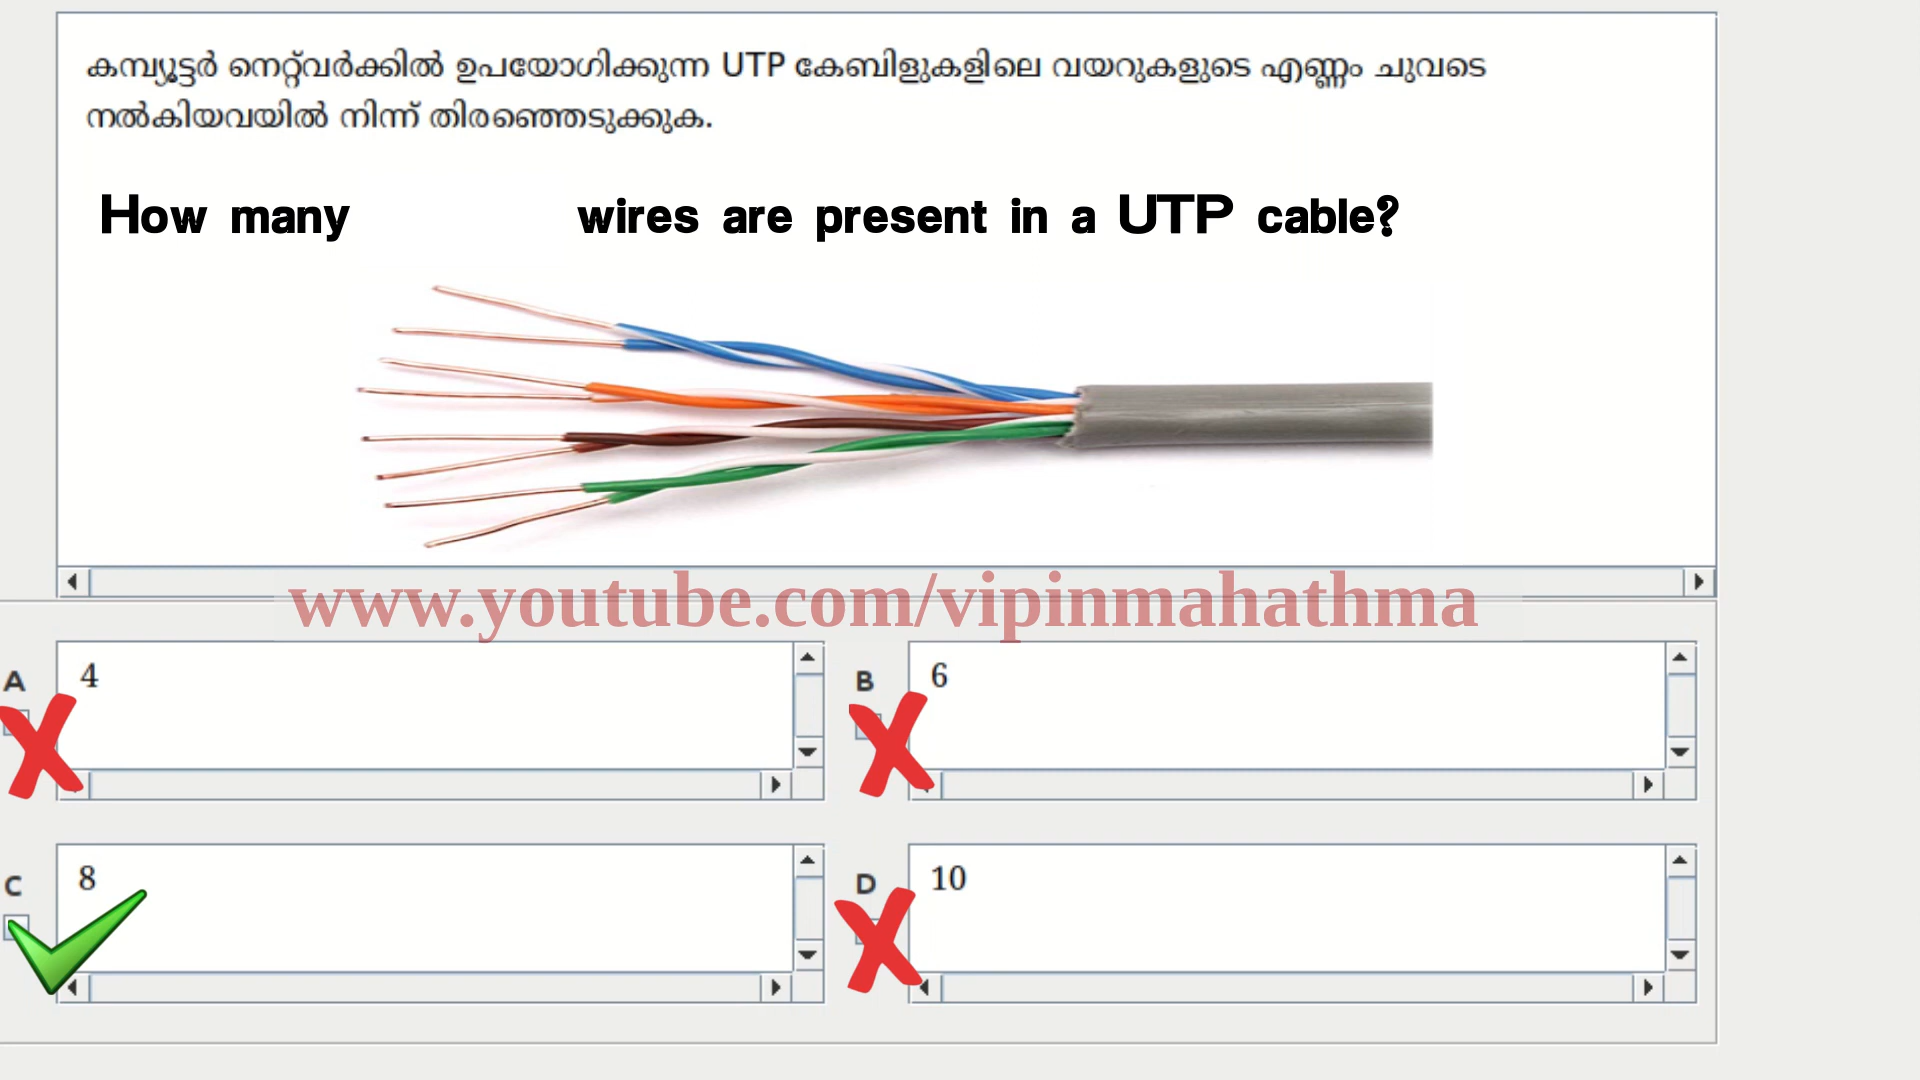 കമ്പ്യൂട്ടർ നെറ്റ്‌വർക്കിൽ ഉപയോഗിക്കുന്ന UTP കേബിളുകളിലെ വയറുകളുടെ എണ്ണം ചുവടെ
നൽകിയവയിൽ നിന്ന് തിരഞ്ഞെടുക്കുക.
How many wires are present in a UTP cable?
www.youtube.com/vipinmahathma
A 4
B 6
C 8
D 10